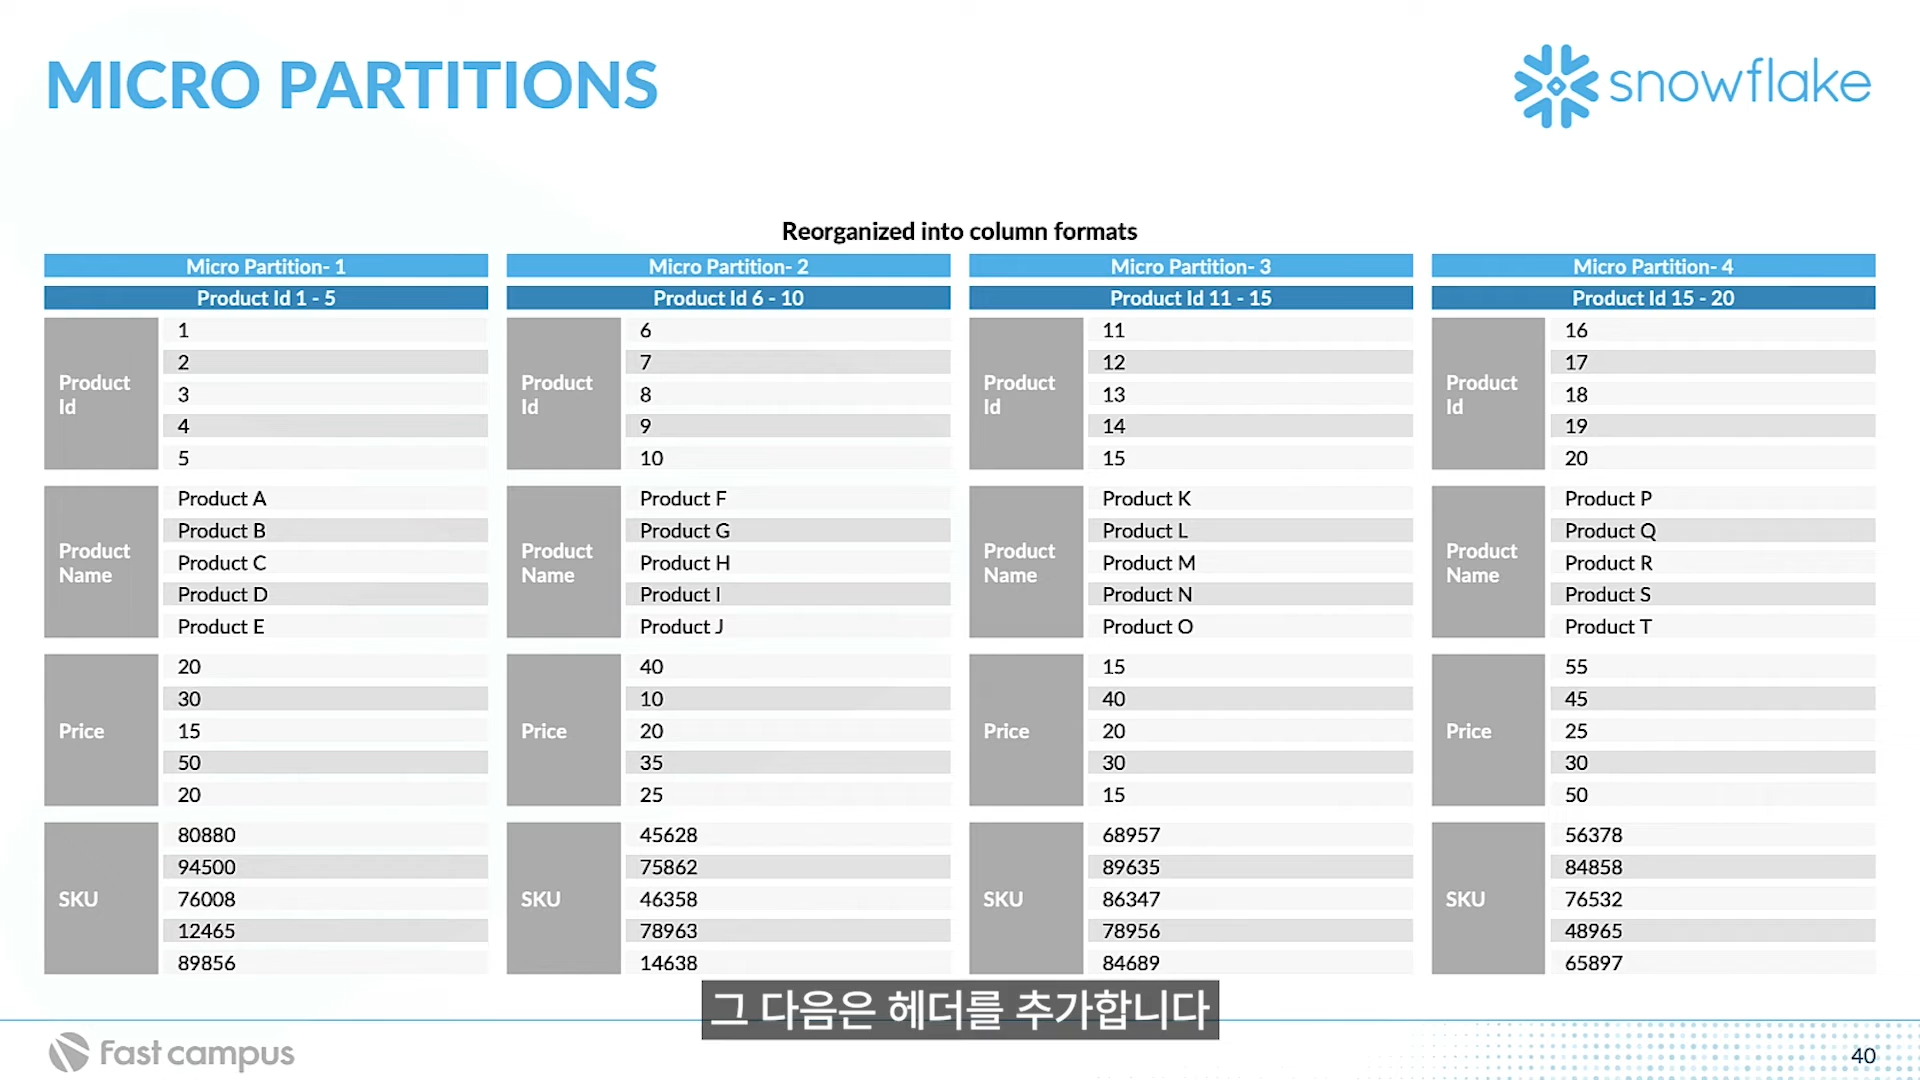 MICRO PARTITIONS
snowflake
Reorganized into column formats
Micro Partition- 1
Product Id 1 - 5
Product
Id
1
2
3
4
5
Product
Name
Product A
Product B
Product C
Product D
Product E
Price
20
30
15
50
20
SKU
80880
94500
76008
12465
89856
Micro Partition- 2
Product Id 6 - 10
Product
Id
6
7
8
9
10
Product
Name
Product F
Product G
Product H
Product I
Product J
Price
40
10
20
35
25
SKU
45628
75862
46358
78963
14638
Micro Partition- 3
Product Id 11 - 15
Product
Id
11
12
13
14
15
Product
Name
Product K
Product L
Product M
Product N
Product O
Price
15
40
20
30
15
SKU
68957
89635
86347
78956
84689
Micro Partition- 4
Product Id 15 - 20
Product
Id
16
17
18
19
20
Product
Name
Product P
Product Q
Product R
Product S
Product T
Price
55
45
25
30
50
SKU
56378
84858
76532
48965
65897
그 다음은 헤더를 추가합니다
Fast campus
40